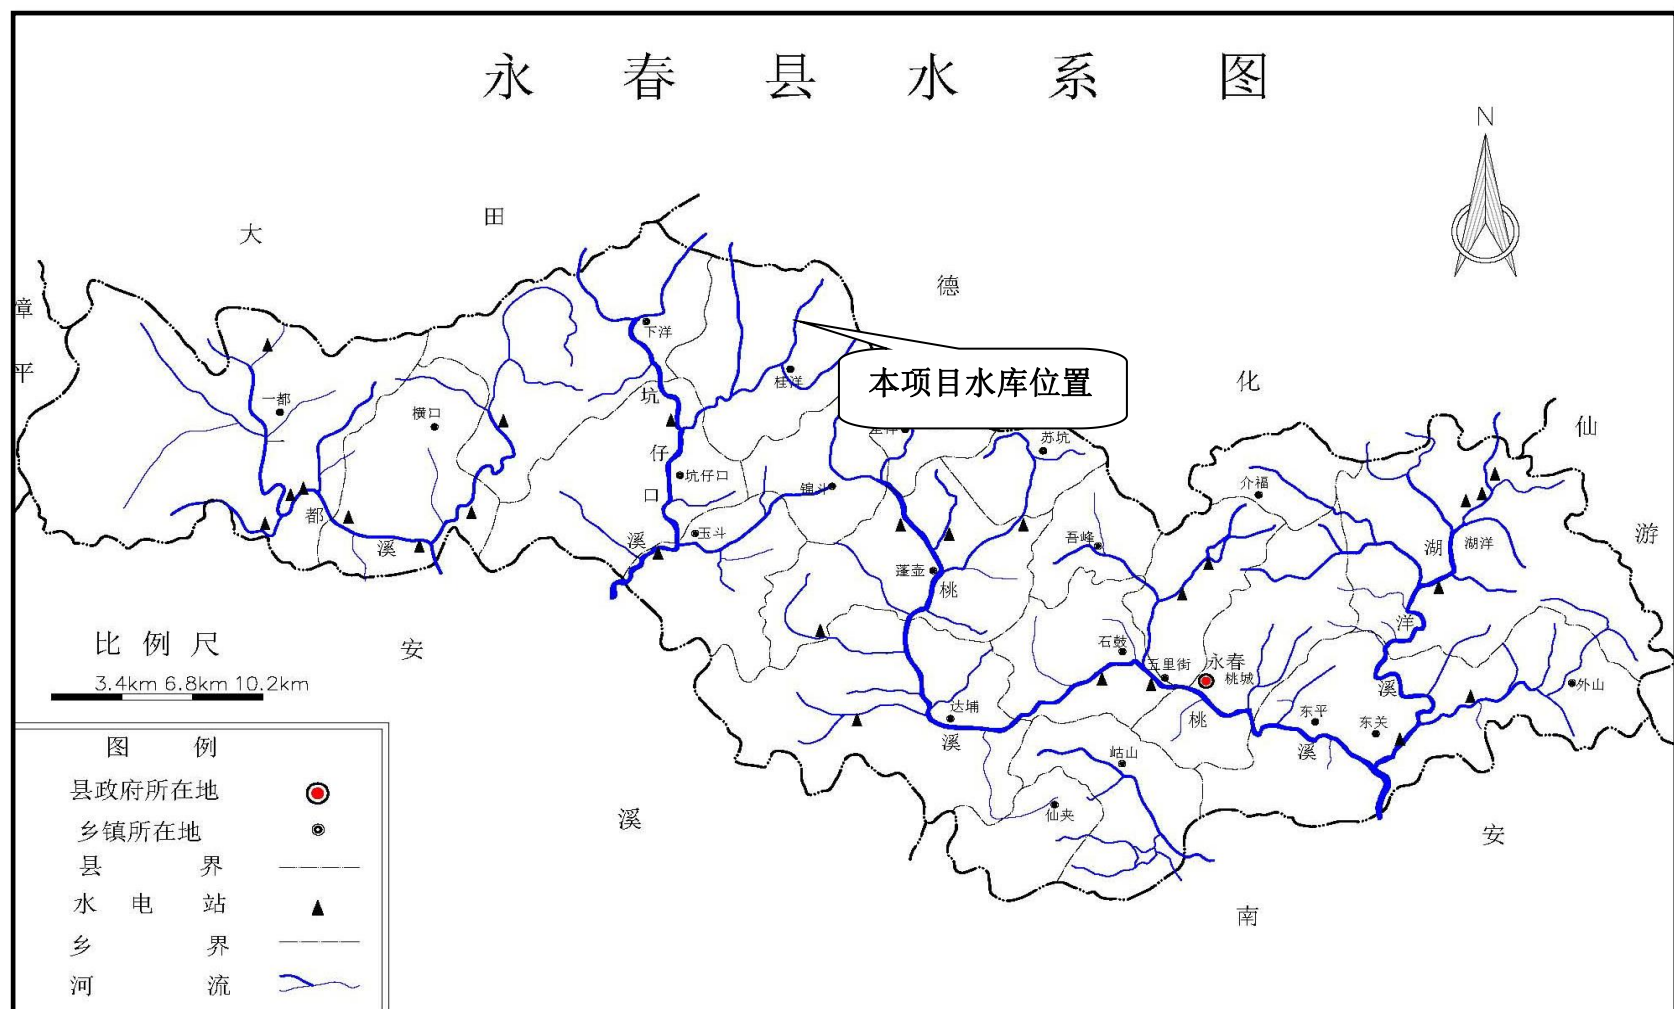 永春县水系图
N
大
田
德
化
仙
游
漳
平
安
溪
南
安
本项目水库位置
下洋
桂洋
一都
横口
坑
仔
口
溪
坑仔口
玉斗
锦斗
苏坑
介福
吾峰
蓬壶
桃
溪
湖
洋
溪
湖洋
一
都
溪
石鼓
五里街
永春
桃城
桃
溪
达埔
岵山
仙夹
东平
东关
外山
比例尺
3.4km 6.8km 10.2km
图例
县政府所在地
乡镇所在地
县界
水电站
乡界
河流